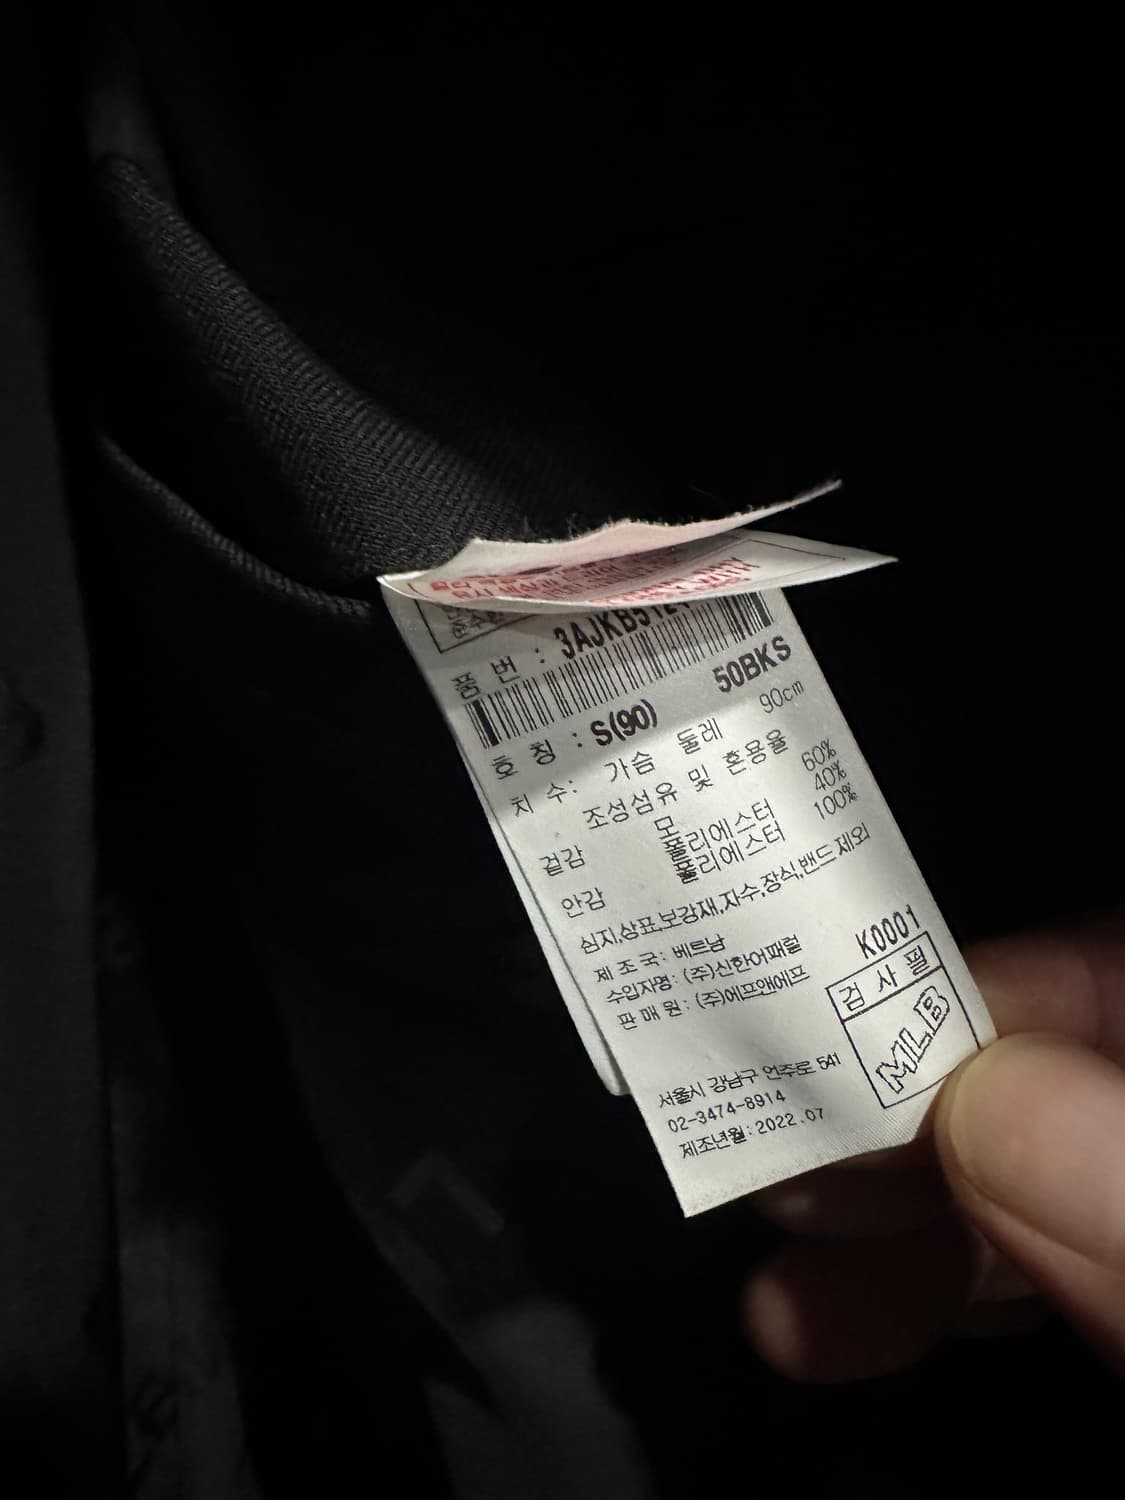 품 번 : 3AJKB512
50BKS
호 칭 : S(90)
치 수: 가슴 둘레 90cm
조성섬유 및 혼용율
겉감 모 60%
폴리에스터 40%
안감 폴리에스터 100%
심지,상표,보강재,자수,장식,밴드 제외
제 조 국: 베트남
수입자명: (주)신한어패럴
판 매 원: (주)에프앤에프
K0001
검 사 필
MLB
서울시 강남구 언주로 541
02-3474-8914
제조년월:2022.07